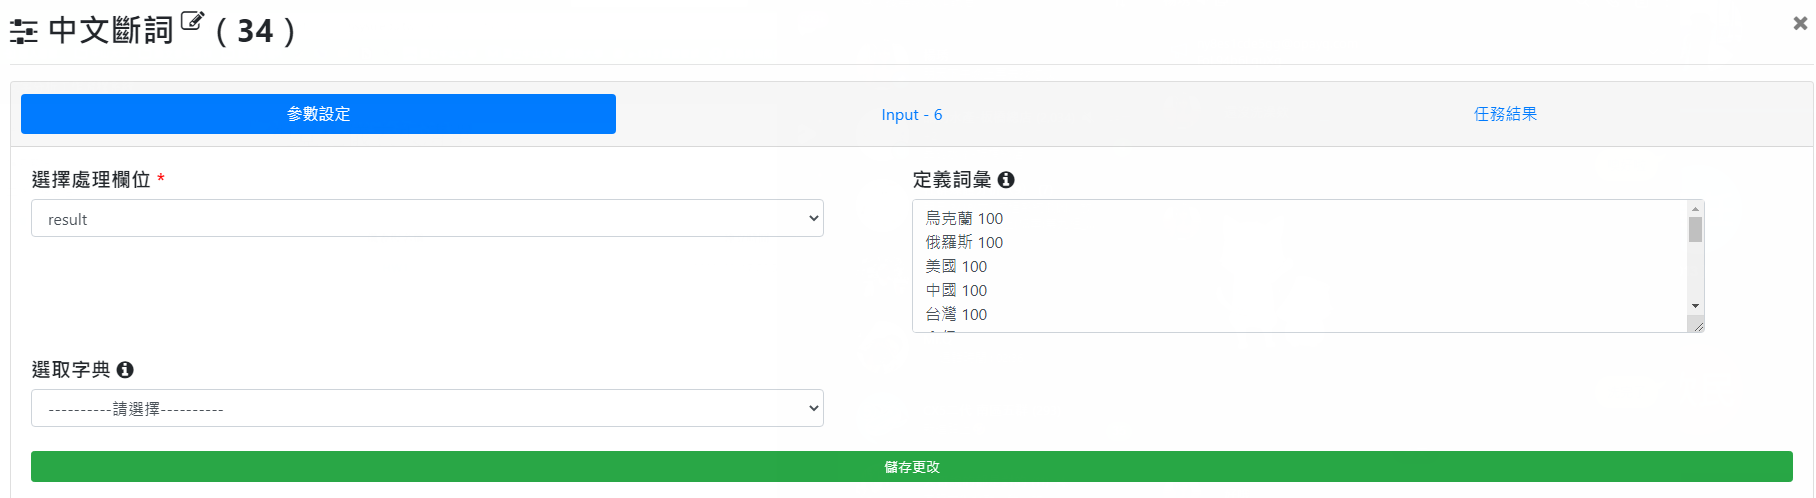 中文斷詞 ( 34 )
參數設定
Input - 6
任務結果
選擇處理欄位 *
result
定義詞彙
烏克蘭 100
俄羅斯 100
美國 100
中國 100
台灣 100
選取字典
----------請選擇----------
儲存更改